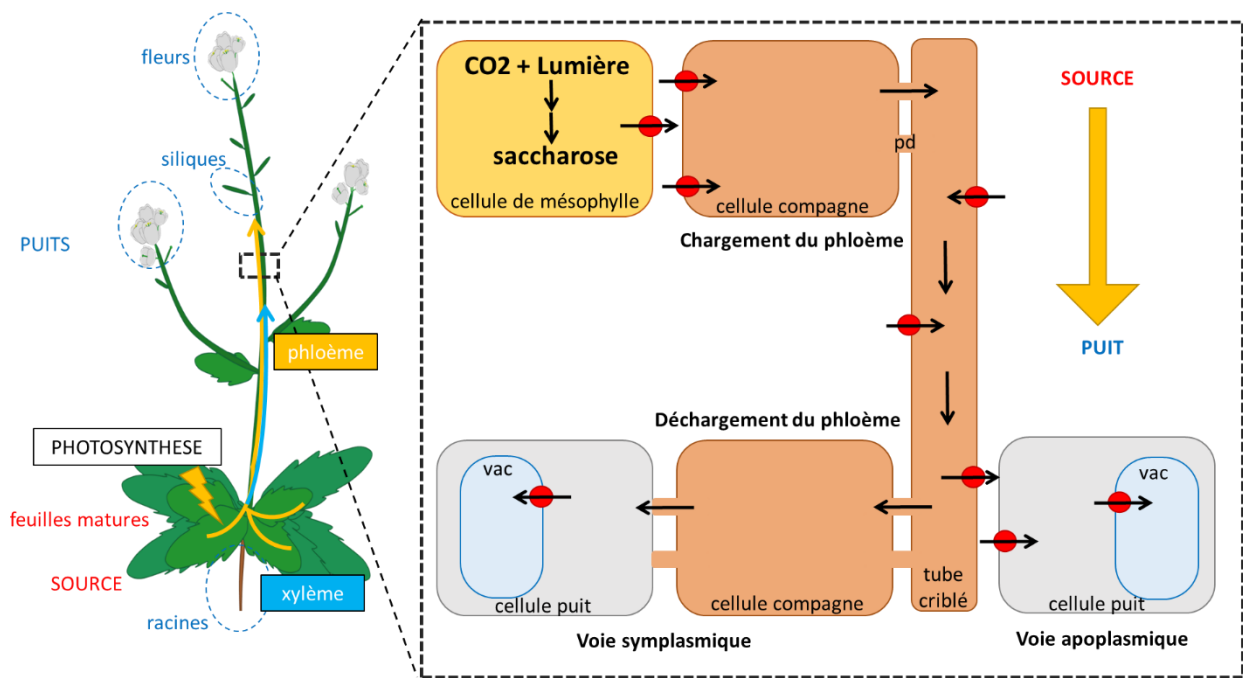 fleurs
siliques
PUITS
phloème
PHOTOSYNTHESE
feuilles matures
SOURCE
xylème
racines
CO2 + Lumière
saccharose
cellule de mésophylle
cellule compagne
pd
Chargement du phloème
SOURCE
PUIT
Déchargement du phloème
vac
cellule puit
cellule compagne
tube
criblé
vac
cellule puit
Voie symplasmique
Voie apoplasmique